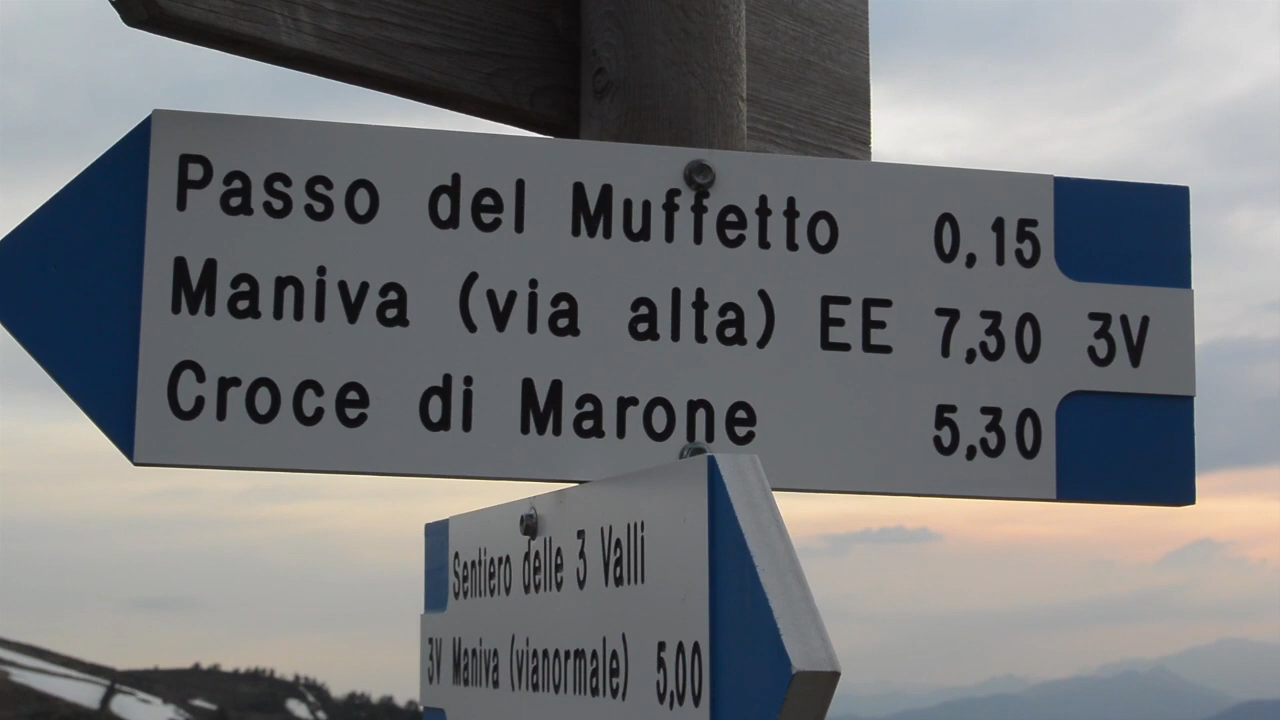 Passo del Muffetto 0,15
Maniva (via alta) EE 7,30 3V
Croce di Marone 5,30
Sentiero delle 3 Valli
3V Maniva (vianormale) 5,00